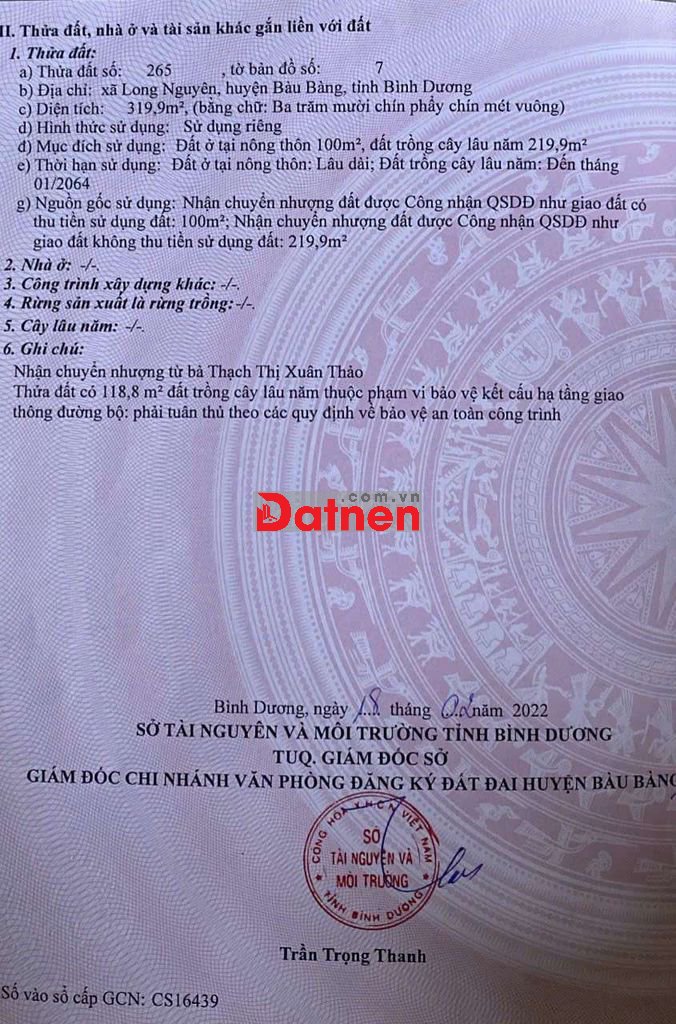 II. Thửa đất, nhà ở và tài sản khác gắn liền với đất
1. Thửa đất:
a) Thửa đất số: 265 , tờ bản đồ số: 7
b) Địa chỉ: xã Long Nguyên, huyện Bàu Bàng, tỉnh Bình Dương
c) Diện tích: 319,9m², (bằng chữ: Ba trăm mười chín phẩy chín mét vuông)
d) Hình thức sử dụng: Sử dụng riêng
đ) Mục đích sử dụng: Đất ở tại nông thôn 100m², đất trồng cây lâu năm 219,9m²
e) Thời hạn sử dụng: Đất ở tại nông thôn: Lâu dài; Đất trồng cây lâu năm: Đến tháng
01/2064
g) Nguồn gốc sử dụng: Nhận chuyển nhượng đất được Công nhận QSDĐ như giao đất có
thu tiền sử dụng đất: 100m²; Nhận chuyển nhượng đất được Công nhận QSDĐ như
giao đất không thu tiền sử dụng đất: 219,9m²
2. Nhà ở: -/-.
3. Công trình xây dựng khác: -/-.
4. Rừng sản xuất là rừng trồng: -/-.
5. Cây lâu năm: -/-.
6. Ghi chú:
Nhận chuyển nhượng từ bà Thạch Thị Xuân Thảo
Thửa đất có 118,8 m² đất trồng cây lâu năm thuộc phạm vi bảo vệ kết cấu hạ tầng giao
thông đường bộ: phải tuân thủ theo các quy định về bảo vệ an toàn công trình
.com.vn
Datnen
Bình Dương, ngày 18 tháng 02 năm 2022
SỞ TÀI NGUYÊN VÀ MÔI TRƯỜNG TỈNH BÌNH DƯƠNG
TUQ. GIÁM ĐÓC SỞ
GIÁM ĐÓC CHI NHÁNH VĂN PHÒNG ĐĂNG KÝ ĐẤT ĐAI HUYỆN BÀU BÀNG
CỘNG HÒA X.H.C.N VIỆT NAM
SỞ
TÀI NGUYÊN VÀ
MÔI TRƯỜNG
TỈNH BÌNH DƯƠNG
Trần Trọng Thanh
Số vào sổ cấp GCN: CS16439